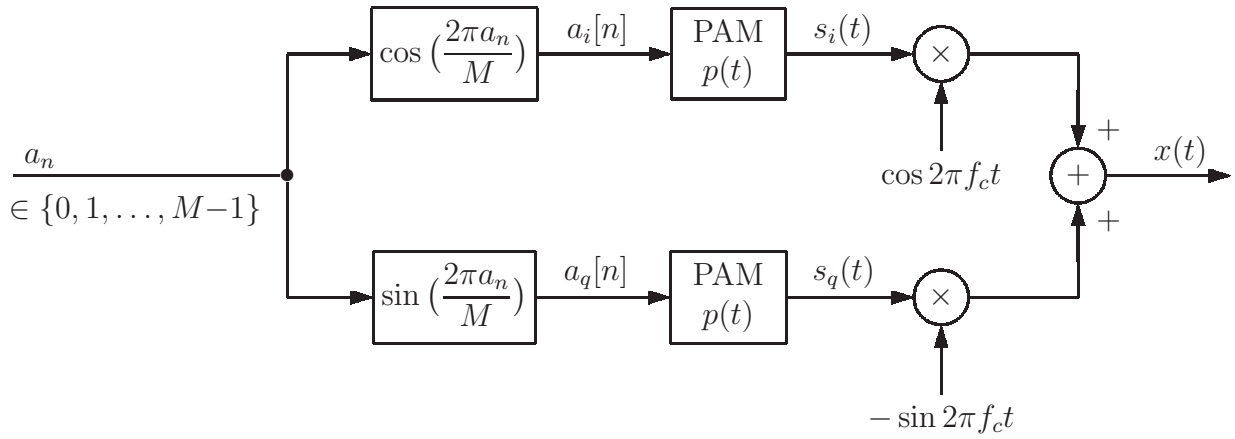 cos (2πa_n/M)
a_i[n]
PAM
p(t)
s_i(t)
×
+
cos 2πf_c t
a_n
∈ {0, 1, . . . , M−1}
+
x(t)
+
sin (2πa_n/M)
a_q[n]
PAM
p(t)
s_q(t)
×
− sin 2πf_c t